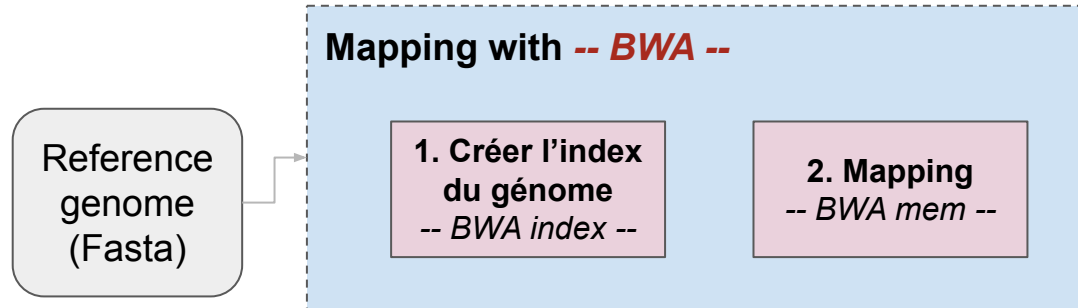 Mapping with -- BWA --
Reference
genome
(Fasta)
1. Créer l’index
du génome
-- BWA index --
2. Mapping
-- BWA mem --